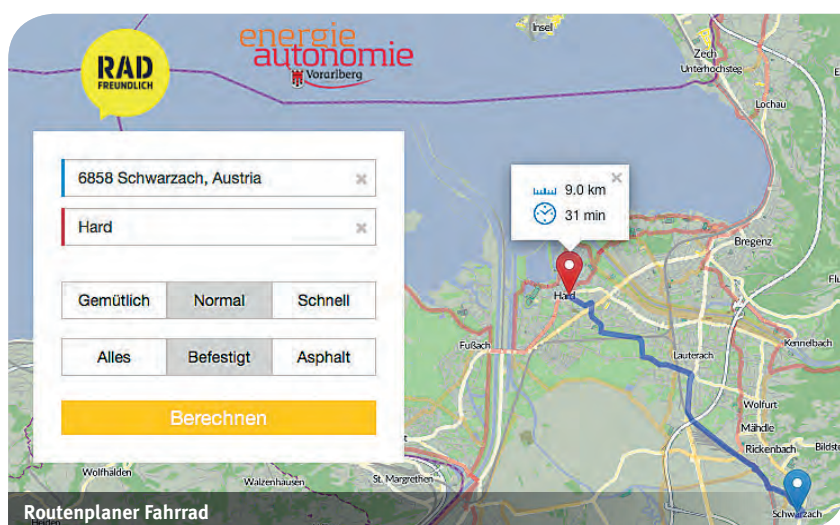 RAD
FREUNDLICH
energie
autonomie
Vorarlberg
6858 Schwarzach, Austria
Hard
Gemütlich Normal Schnell
Alles Befestigt Asphalt
Berechnen
9.0 km
31 min
Insel
Zech
Unterhochsteg
Lochau
Bregenz
Hard
Fußach
Kennelbach
Lauterach
Wolfurt
Mähdle
Rickenbach
Wolfhalden
Walzenhausen
St. Margrethen
Schwarzach
Routenplaner Fahrrad